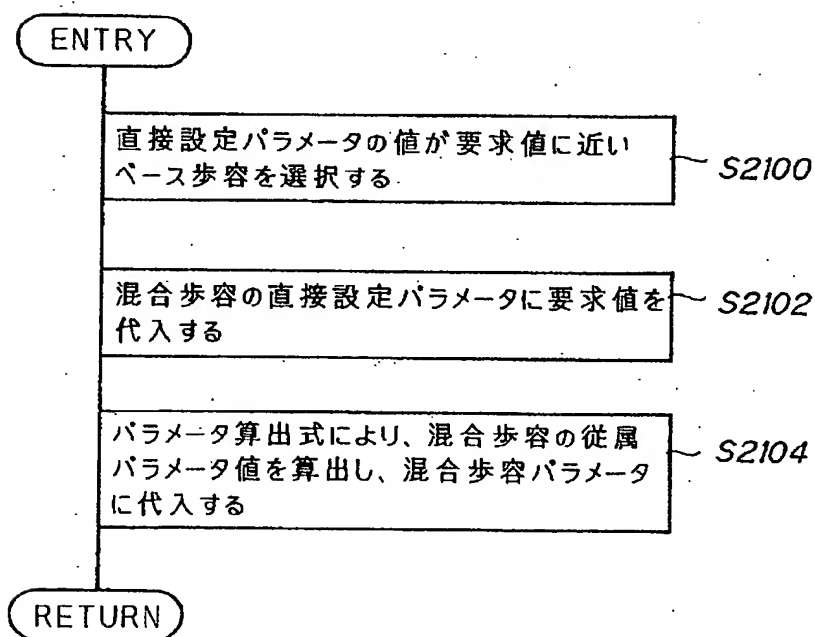 ENTRY
直接設定パラメータの値が要求値に近い
ベース歩容を選択する
S2100
混合歩容の直接設定パラメータに要求値を
代入する
S2102
パラメータ算出式により、混合歩容の従属
パラメータ値を算出し、混合歩容パラメータ
に代入する
S2104
RETURN